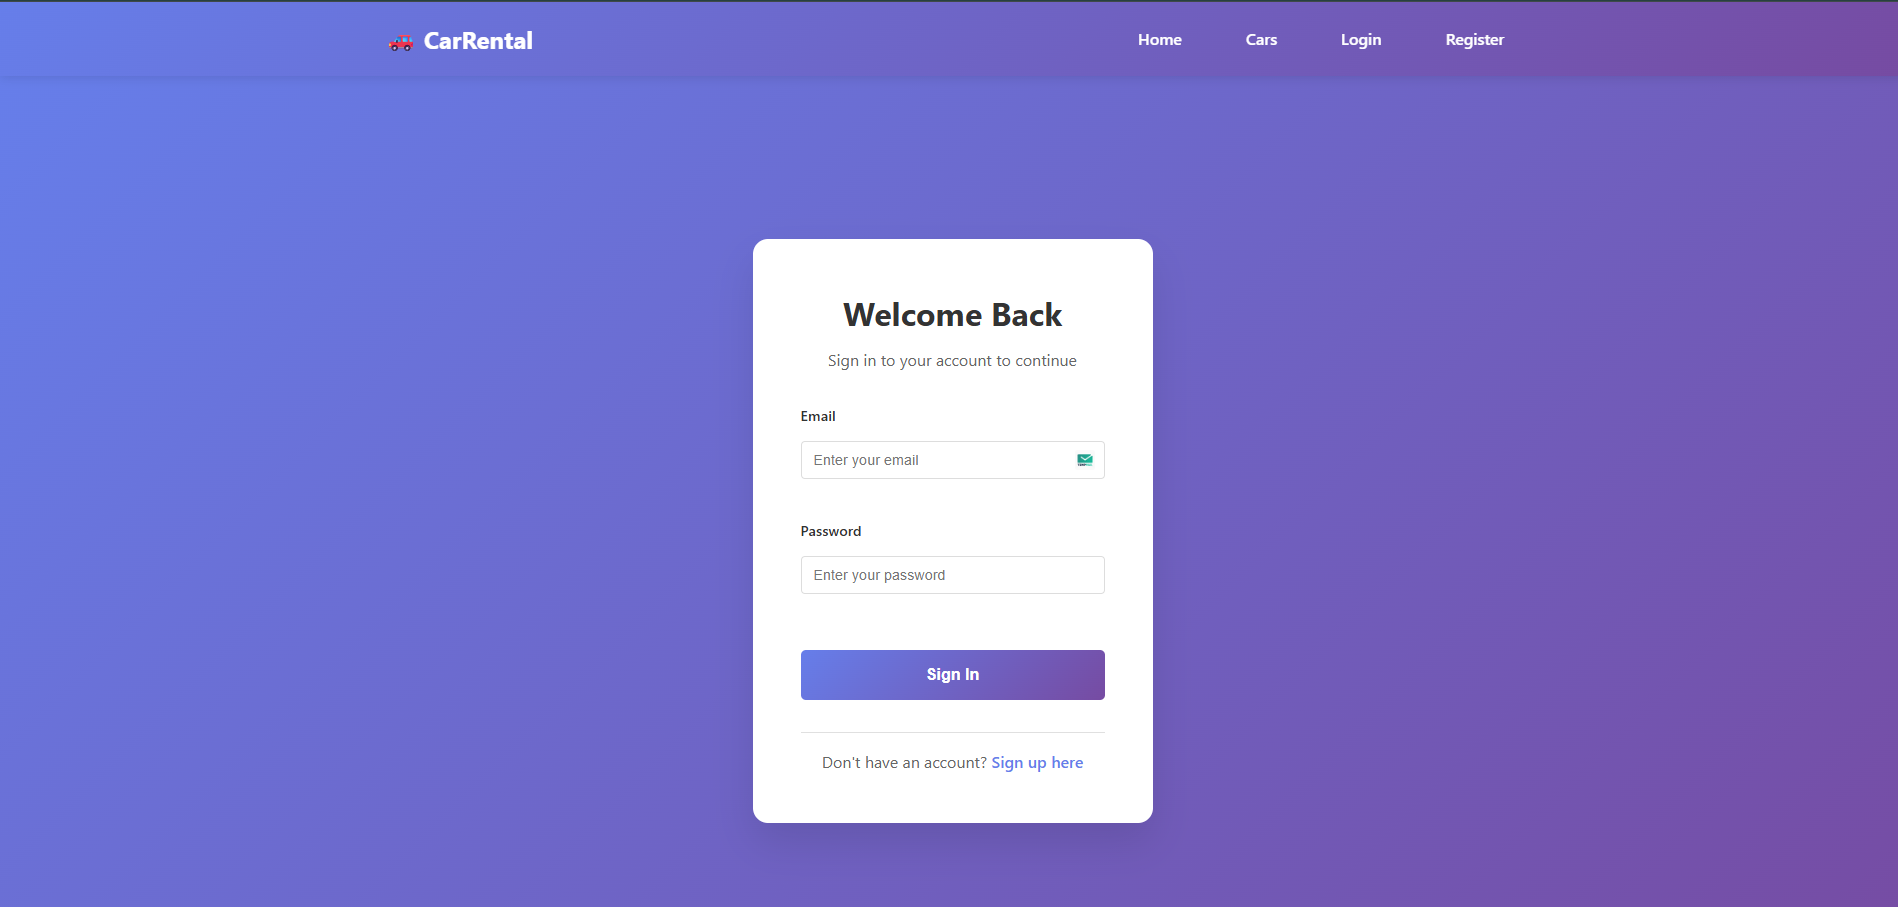 CarRental
Home
Cars
Login
Register
Welcome Back
Sign in to your account to continue
Email
Enter your email
Password
Enter your password
Sign In
Don't have an account? Sign up here